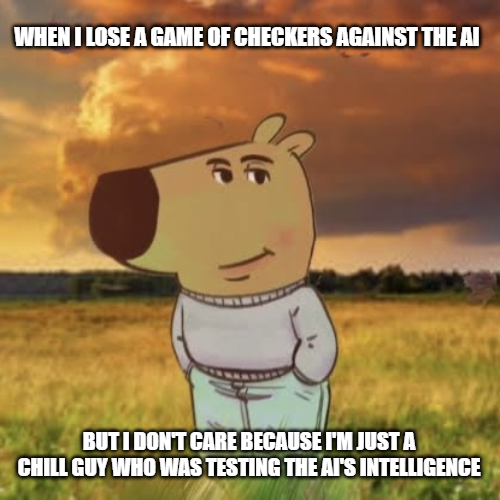 WHEN I LOSE A GAME OF CHECKERS AGAINST THE AI
BUT I DON'T CARE BECAUSE I'M JUST A
CHILL GUY WHO WAS TESTING THE AI'S INTELLIGENCE